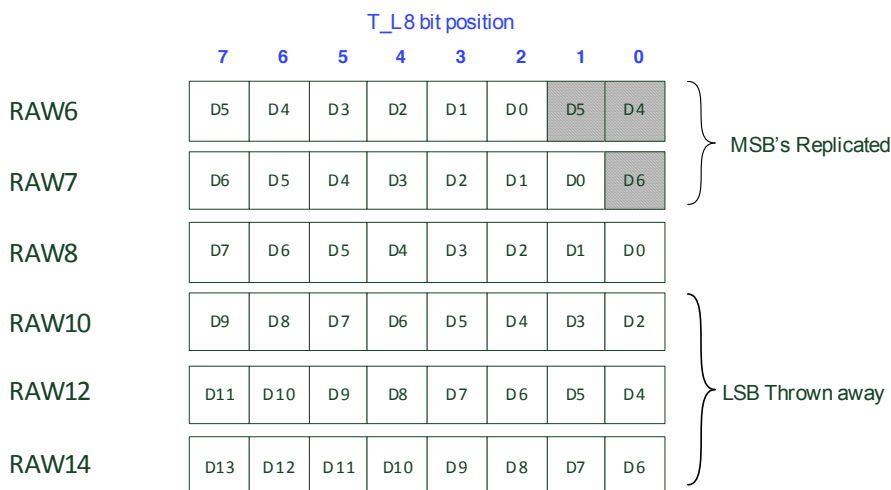 T_L8 bit position
7 6 5 4 3 2 1 0
RAW6 D5 D4 D3 D2 D1 D0 D5 D4
MSB's Replicated
RAW7 D6 D5 D4 D3 D2 D1 D0 D6
RAW8 D7 D6 D5 D4 D3 D2 D1 D0
RAW10 D9 D8 D7 D6 D5 D4 D3 D2
RAW12 D11 D10 D9 D8 D7 D6 D5 D4
LSB Thrown away
RAW14 D13 D12 D11 D10 D9 D8 D7 D6